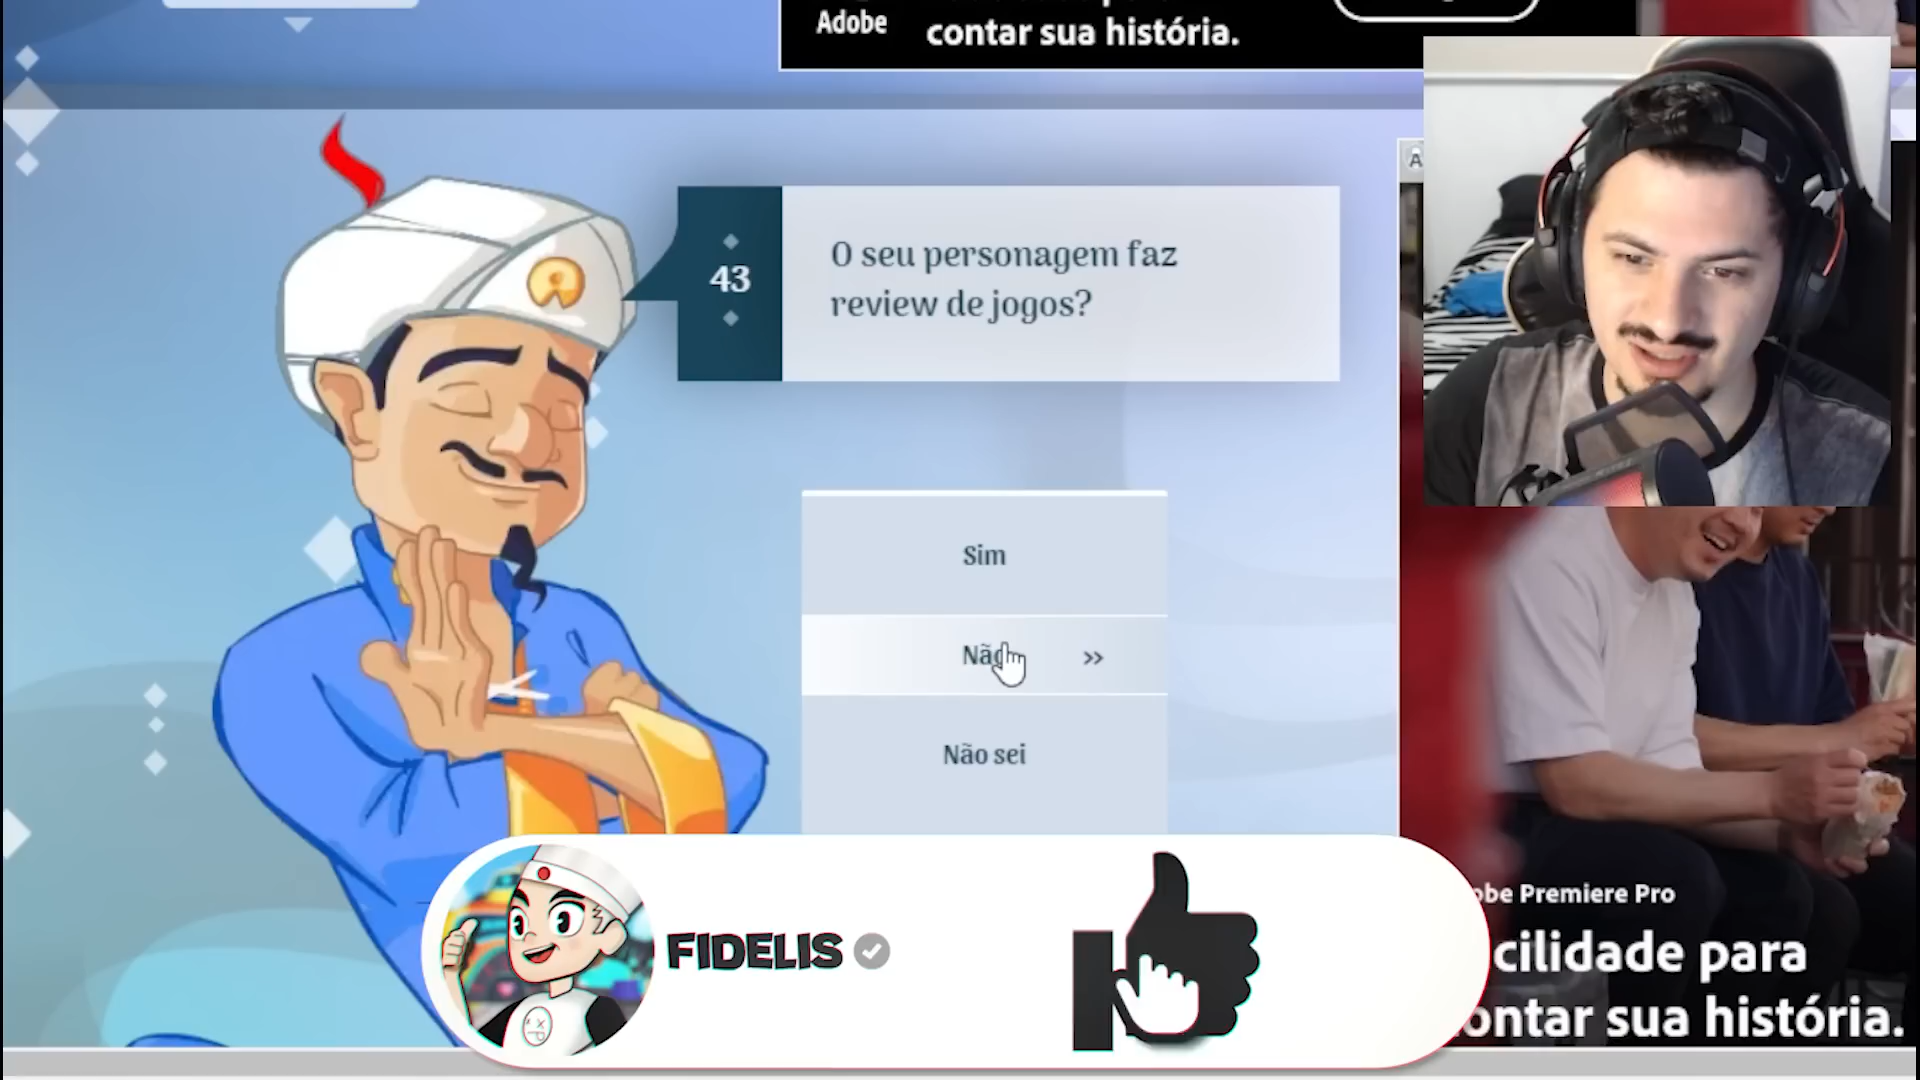 Adobe
contar sua história.
43
O seu personagem faz
review de jogos?
Sim
Não
Não sei
FIDELIS
Premiere Pro
cilidade para
ontar sua história.